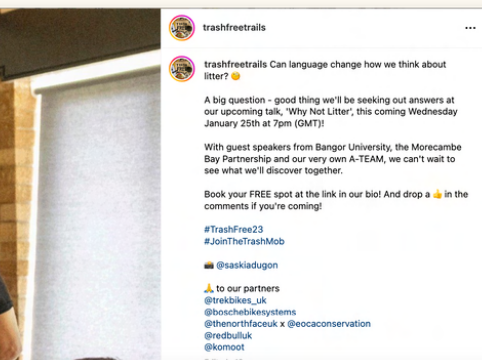 trashfreetrails
trashfreetrails Can language change how we think about
litter? 🧐
A big question - good thing we'll be seeking out answers at
our upcoming talk, 'Why Not Litter', this coming Wednesday
January 25th at 7pm (GMT)!
With guest speakers from Bangor University, the Morecambe
Bay Partnership and our very own A-TEAM, we can't wait to
see what we'll discover together.
Book your FREE spot at the link in our bio! And drop a 👍 in the
comments if you're coming!
#TrashFree23
#JoinTheTrashMob
📸 @saskiadugon
🙏 to our partners
@trekbikes_uk
@boschebikesystems
@thenorthfaceuk x @eocaconservation
@redbulluk
@komoot